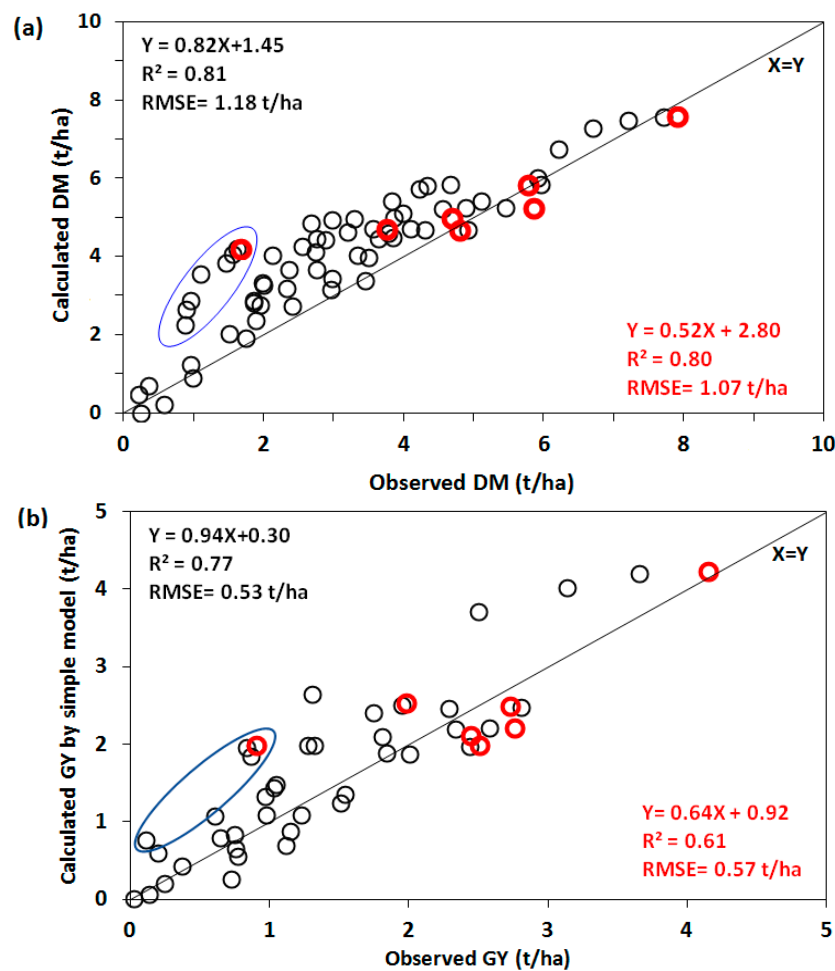 (a)
Y = 0.82X+1.45
R² = 0.81
RMSE= 1.18 t/ha
X=Y
Calculated DM (t/ha)
10
8
6
4
2
0
Y = 0.52X + 2.80
R² = 0.80
RMSE= 1.07 t/ha
0 2 4 6 8 10
Observed DM (t/ha)
(b)
Y = 0.94X+0.30
R² = 0.77
RMSE= 0.53 t/ha
X=Y
Calculated GY by simple model (t/ha)
5
4
3
2
1
0
Y= 0.64X + 0.92
R² = 0.61
RMSE= 0.57 t/ha
0 1 2 3 4 5
Observed GY (t/ha)